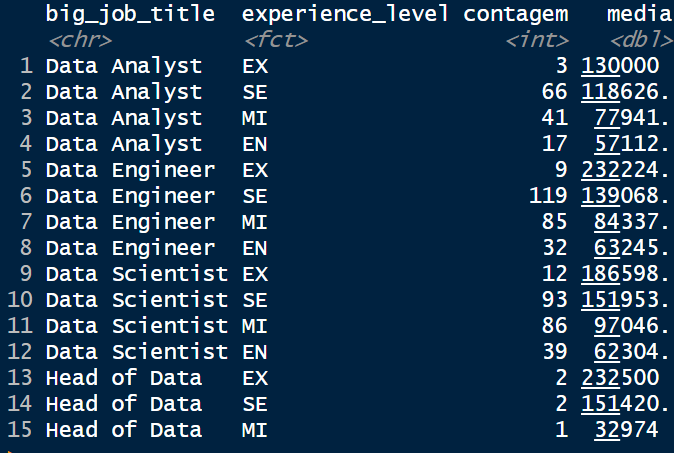 big_job_title experience_level contagem media
<chr> <fct> <int> <dbl>
1 Data Analyst EX 3 130000
2 Data Analyst SE 66 118626.
3 Data Analyst MI 41 77941.
4 Data Analyst EN 17 57112.
5 Data Engineer EX 9 232224.
6 Data Engineer SE 119 139068.
7 Data Engineer MI 85 84337.
8 Data Engineer EN 32 63245.
9 Data Scientist EX 12 186598.
10 Data Scientist SE 93 151953.
11 Data Scientist MI 86 97046.
12 Data Scientist EN 39 62304.
13 Head of Data EX 2 232500
14 Head of Data SE 2 151420.
15 Head of Data MI 1 32974